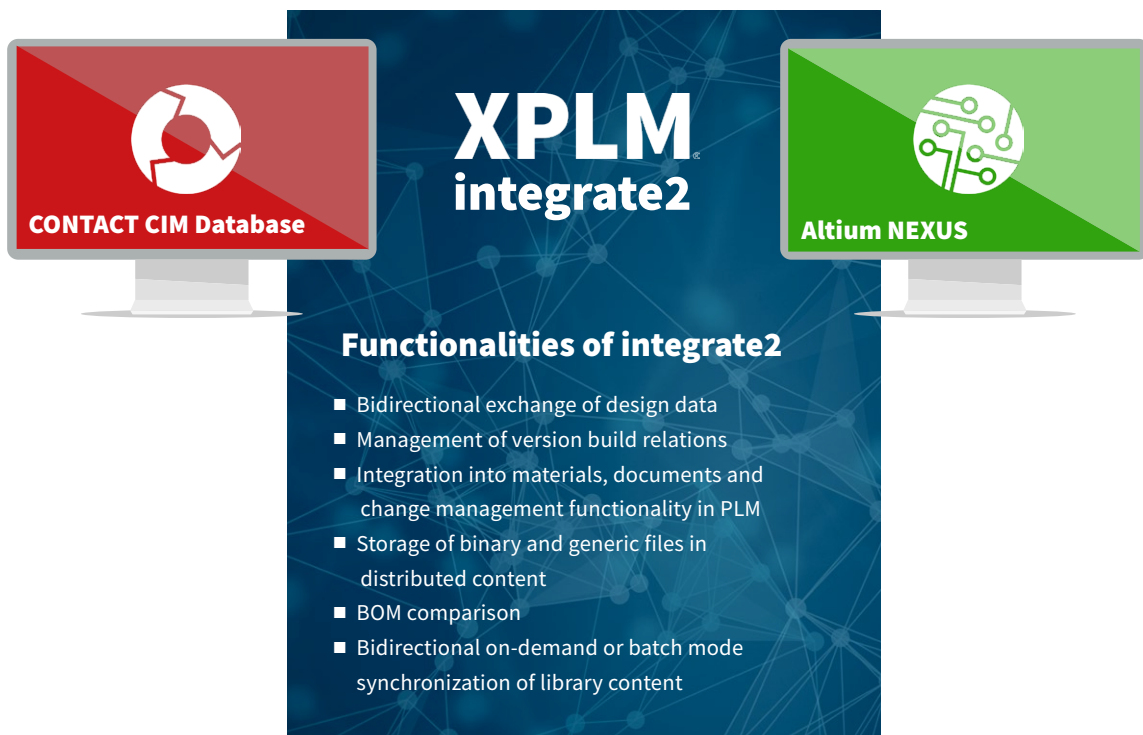 XPLM®
integrate2
CONTACT CIM Database
Altium NEXUS
Functionalities of integrate2
■ Bidirectional exchange of design data
■ Management of version build relations
■ Integration into materials, documents and
change management functionality in PLM
■ Storage of binary and generic files in
distributed content
■ BOM comparison
■ Bidirectional on-demand or batch mode
synchronization of library content